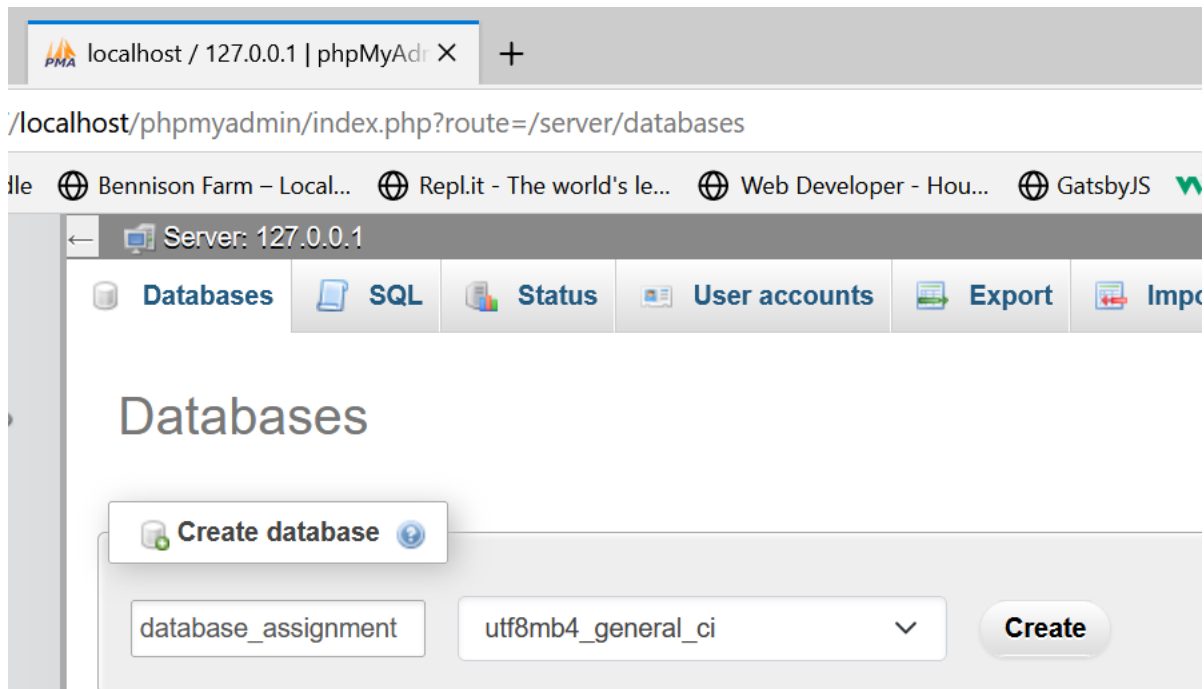 PMA localhost / 127.0.0.1 | phpMyAdr
/localhost/phpmyadmin/index.php?route=/server/databases
Bennison Farm – Local... Repl.it - The world's le... Web Developer - Hou... GatsbyJS
Server: 127.0.0.1
Databases SQL Status User accounts Export Impo
Databases
Create database
database_assignment utf8mb4_general_ci Create